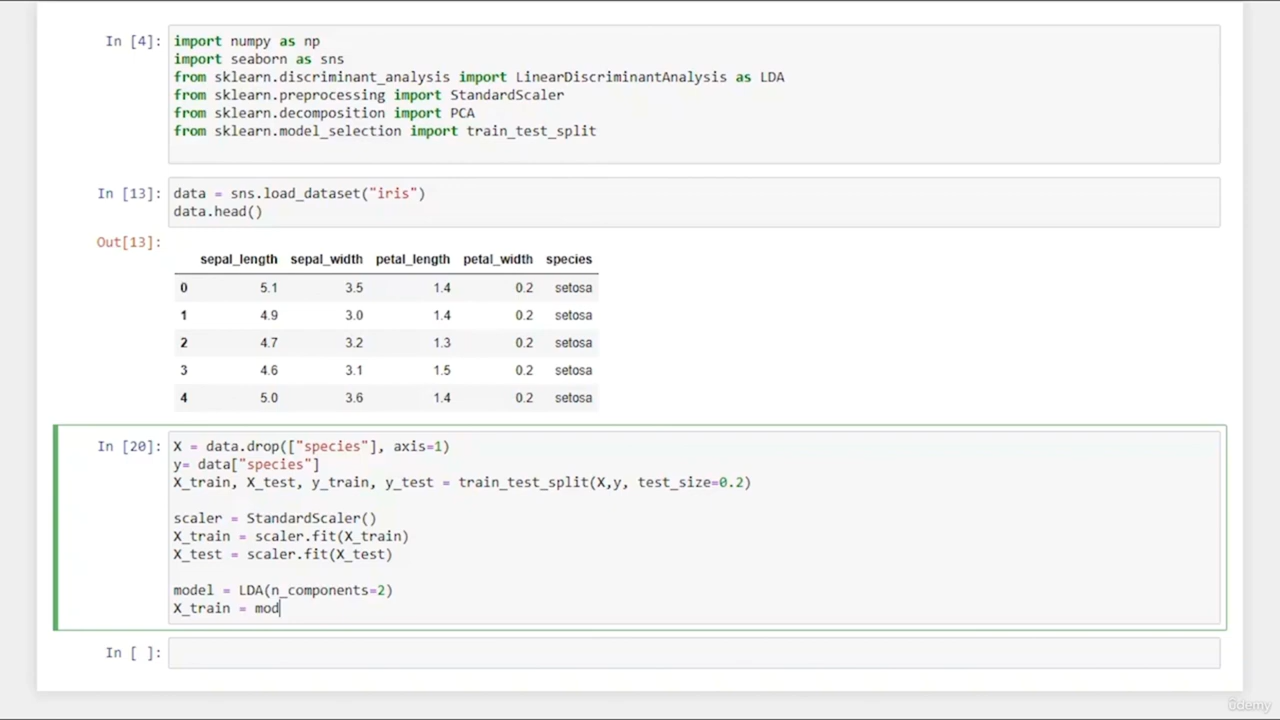 In [4]: import numpy as np
import seaborn as sns
from sklearn.discriminant_analysis import LinearDiscriminantAnalysis as LDA
from sklearn.preprocessing import StandardScaler
from sklearn.decomposition import PCA
from sklearn.model_selection import train_test_split
In [13]: data = sns.load_dataset("iris")
data.head()
Out[13]:
sepal_length sepal_width petal_length petal_width species
0 5.1 3.5 1.4 0.2 setosa
1 4.9 3.0 1.4 0.2 setosa
2 4.7 3.2 1.3 0.2 setosa
3 4.6 3.1 1.5 0.2 setosa
4 5.0 3.6 1.4 0.2 setosa
In [20]: X = data.drop(["species"], axis=1)
y= data["species"]
X_train, X_test, y_train, y_test = train_test_split(X,y, test_size=0.2)
scaler = StandardScaler()
X_train = scaler.fit(X_train)
X_test = scaler.fit(X_test)
model = LDA(n_components=2)
X_train = mod
In [ ]:
ûdemy